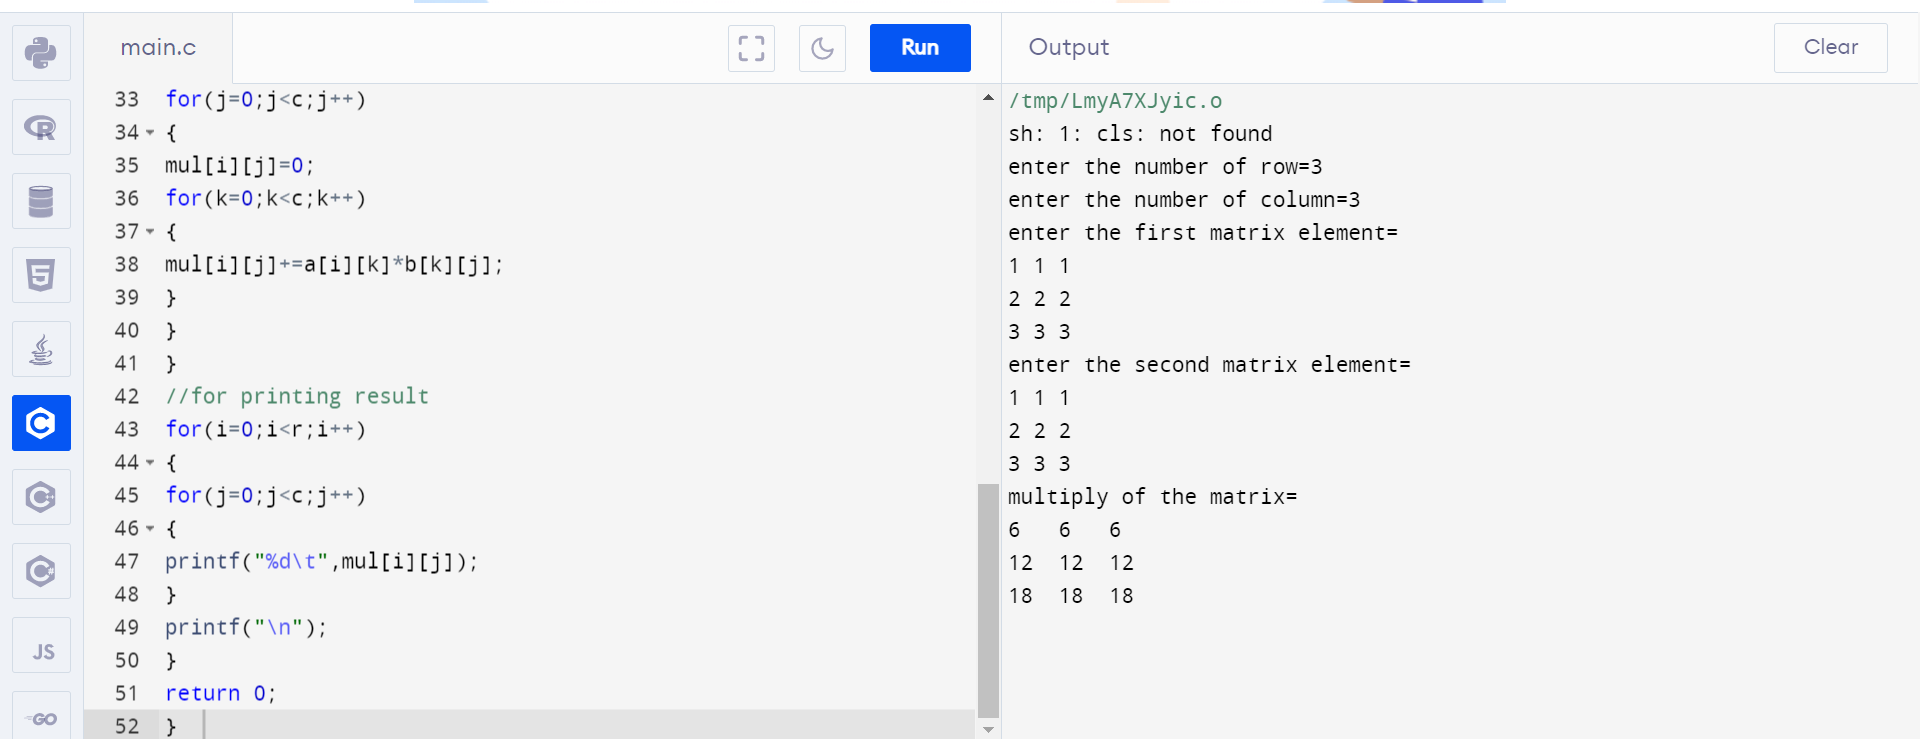 main.c
Run
Output
Clear
33 for(j=0;j<c;j++)
34 {
35 mul[i][j]=0;
36 for(k=0;k<c;k++)
37 {
38 mul[i][j]+=a[i][k]*b[k][j];
39 }
40 }
41 }
42 //for printing result
43 for(i=0;i<r;i++)
44 {
45 for(j=0;j<c;j++)
46 {
47 printf("%d\t",mul[i][j]);
48 }
49 printf("\n");
50 }
51 return 0;
52 }
/tmp/LmyA7XJyic.o
sh: 1: cls: not found
enter the number of row=3
enter the number of column=3
enter the first matrix element=
1 1 1
2 2 2
3 3 3
enter the second matrix element=
1 1 1
2 2 2
3 3 3
multiply of the matrix=
6 6 6
12 12 12
18 18 18
R
5
C
C
C
JS
GO